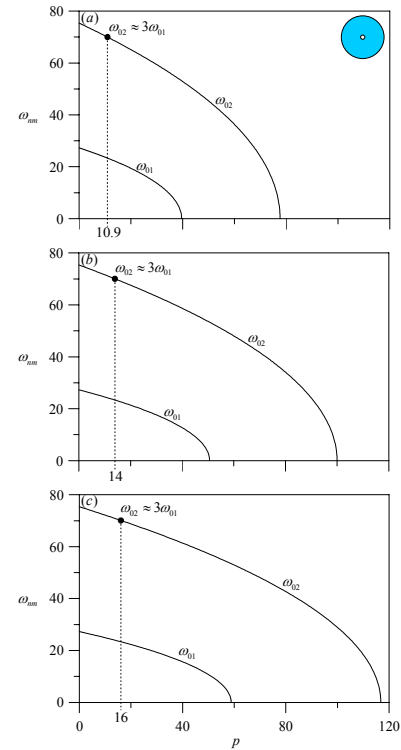 80
(a)
ω₀₂ ≈ 3ω₀₁
60
ω₀₂
ωₙₘ 40
20
ω₀₁
0
10.9
80
(b)
ω₀₂ ≈ 3ω₀₁
60
ω₀₂
ωₙₘ 40
20
ω₀₁
0
14
80
(c)
ω₀₂ ≈ 3ω₀₁
60
ω₀₂
ωₙₘ 40
20
ω₀₁
0
0 16 40 80 120
p